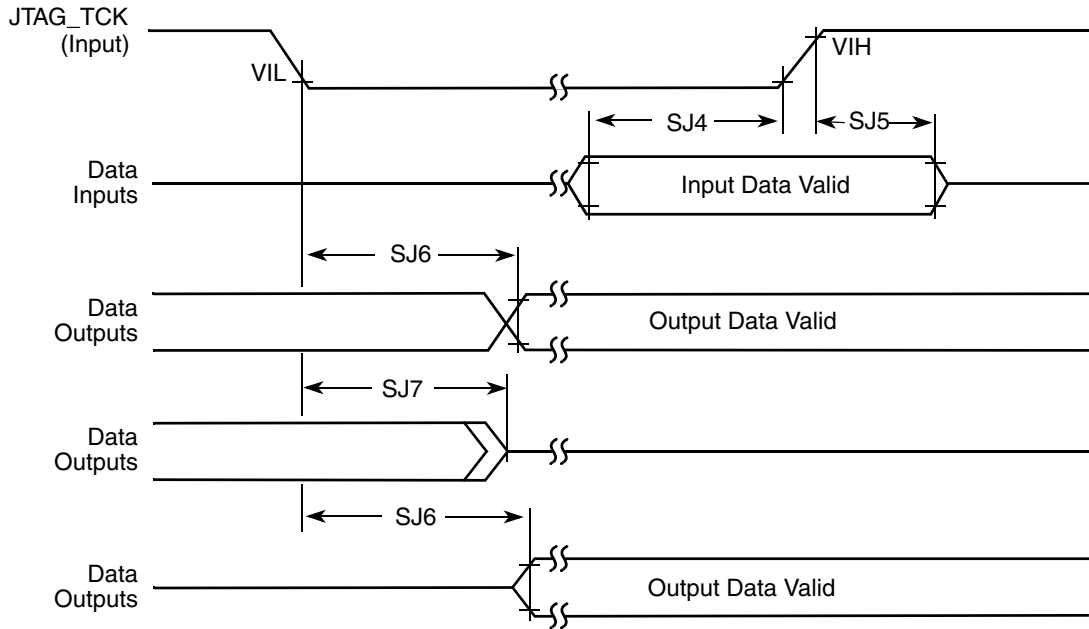 JTAG_TCK
(Input)
VIL
VIH
SJ4
SJ5
Data
Inputs
Input Data Valid
SJ6
Data
Outputs
Output Data Valid
SJ7
Data
Outputs
SJ6
Data
Outputs
Output Data Valid